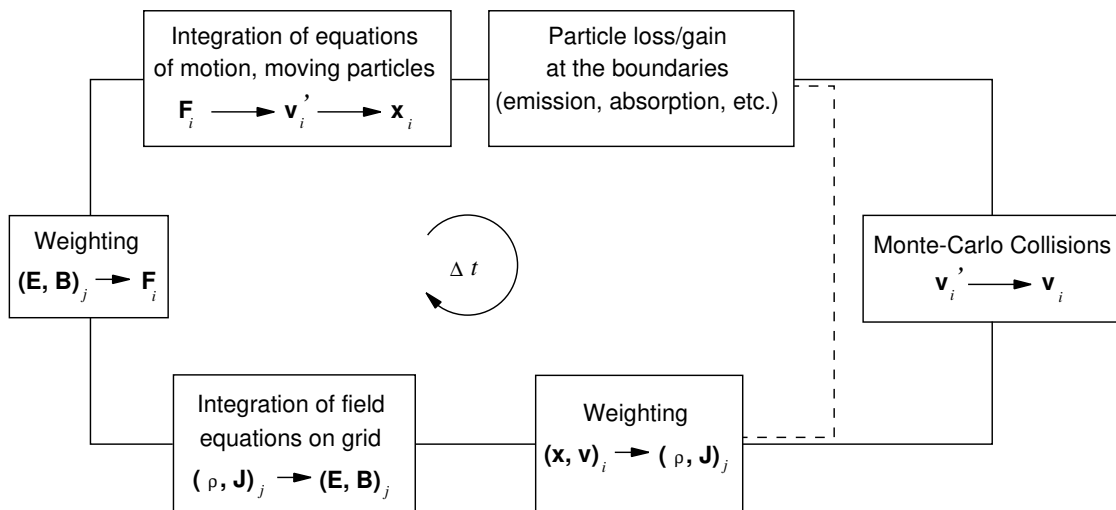 Integration of equations
of motion, moving particles
F_i ⟶ v_i' ⟶ x_i
Particle loss/gain
at the boundaries
(emission, absorption, etc.)
Weighting
(E, B)_j → F_i
Δ t
Monte-Carlo Collisions
v_i' ⟶ v_i
Integration of field
equations on grid
( ρ, J)_j → (E, B)_j
Weighting
(x, v)_i → ( ρ, J)_j